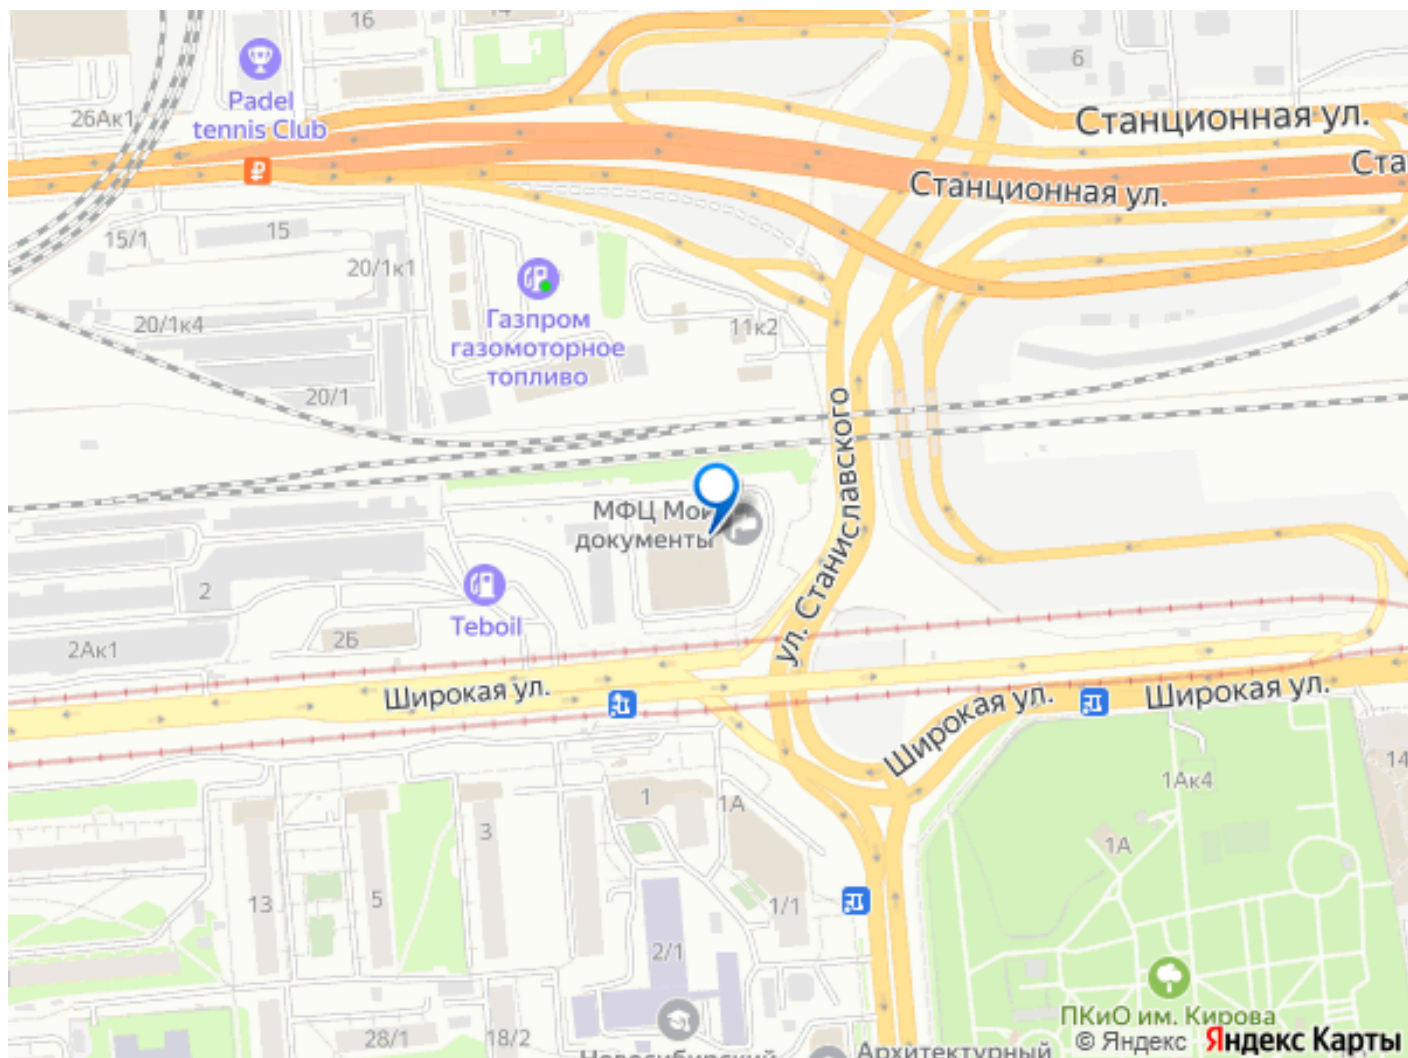 16
14
6
Padel
tennis Club
26Ак1
Станционная ул.
Ста
Станционная ул.
15/1
15
20/1к1
20/1к4
Газпром
газомоторное
топливо
11к2
20/1
ул. Станиславского
МФЦ Мои
документы
2
2Б
2Ак1
Teboil
Широкая ул.
Широкая ул.
Широкая ул.
1Ак4
14
1
1А
3
1А
13
5
1/1
2/1
ПКиО им. Кирова
28/1
18/2
Новосибирский
Архитектурный
© Яндекс Яндекс Карты